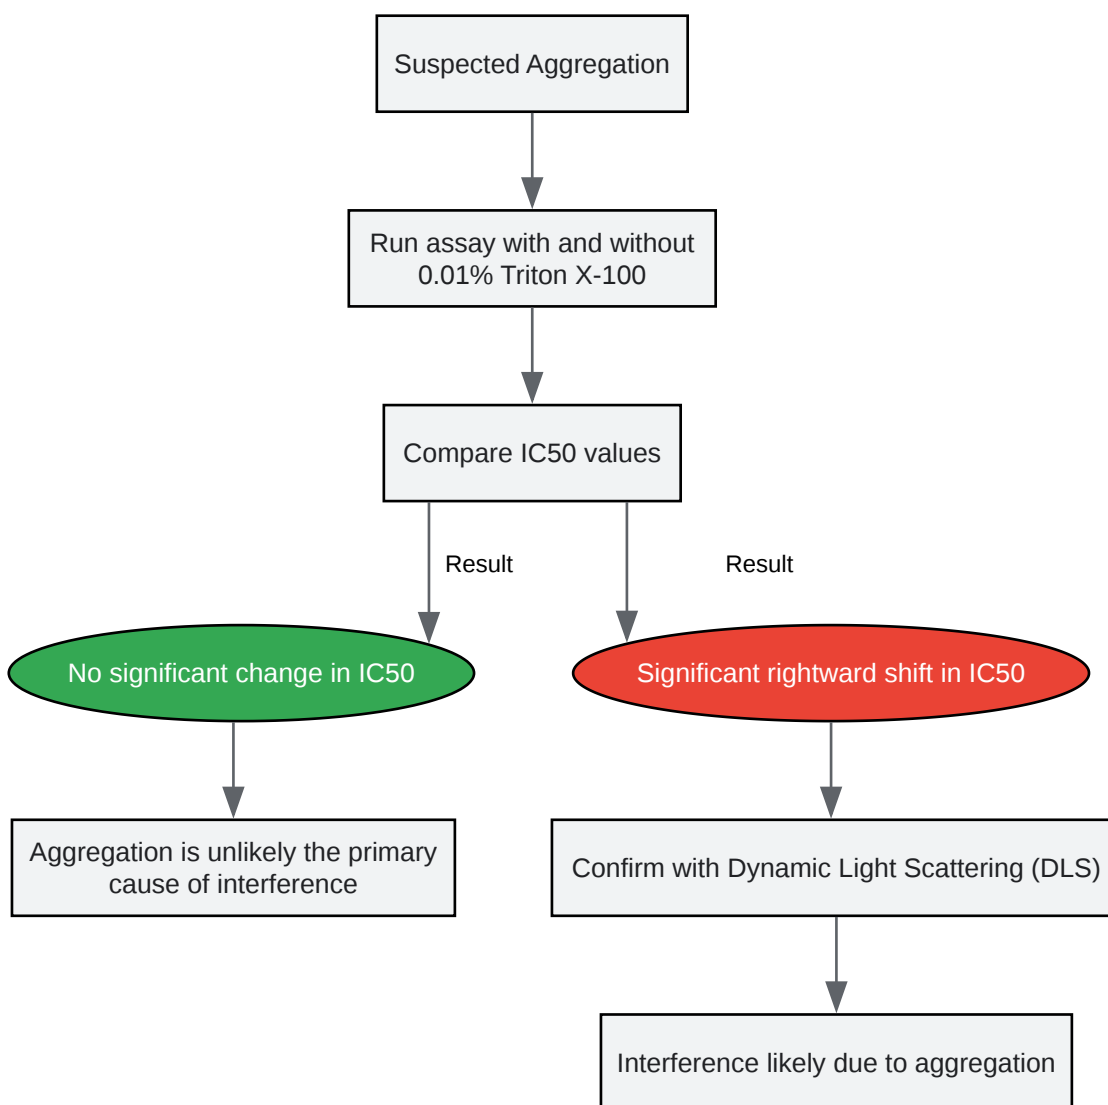 Suspected Aggregation
Run assay with and without
0.01% Triton X-100
Compare IC50 values
Result
Result
No significant change in IC50
Significant rightward shift in IC50
Aggregation is unlikely the primary
cause of interference
Confirm with Dynamic Light Scattering (DLS)
Interference likely due to aggregation